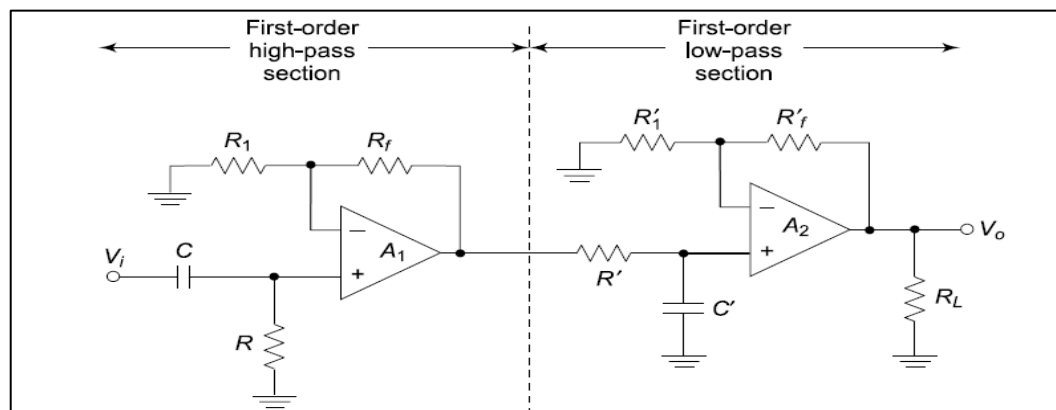 First-order
high-pass
section
First-order
low-pass
section
R1
Rf
R′1
R′f
−
A1
+
−
A2
+
Vi
C
R
R′
C′
Vo
RL